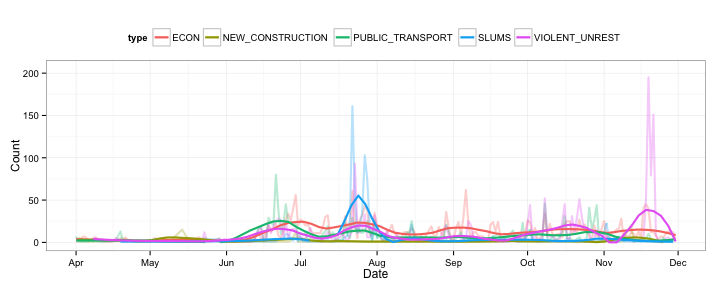 type ECON NEW_CONSTRUCTION PUBLIC_TRANSPORT SLUMS VIOLENT_UNREST
200
150
100
50
0
Count
Apr May Jun Jul Aug Sep Oct Nov Dec
Date